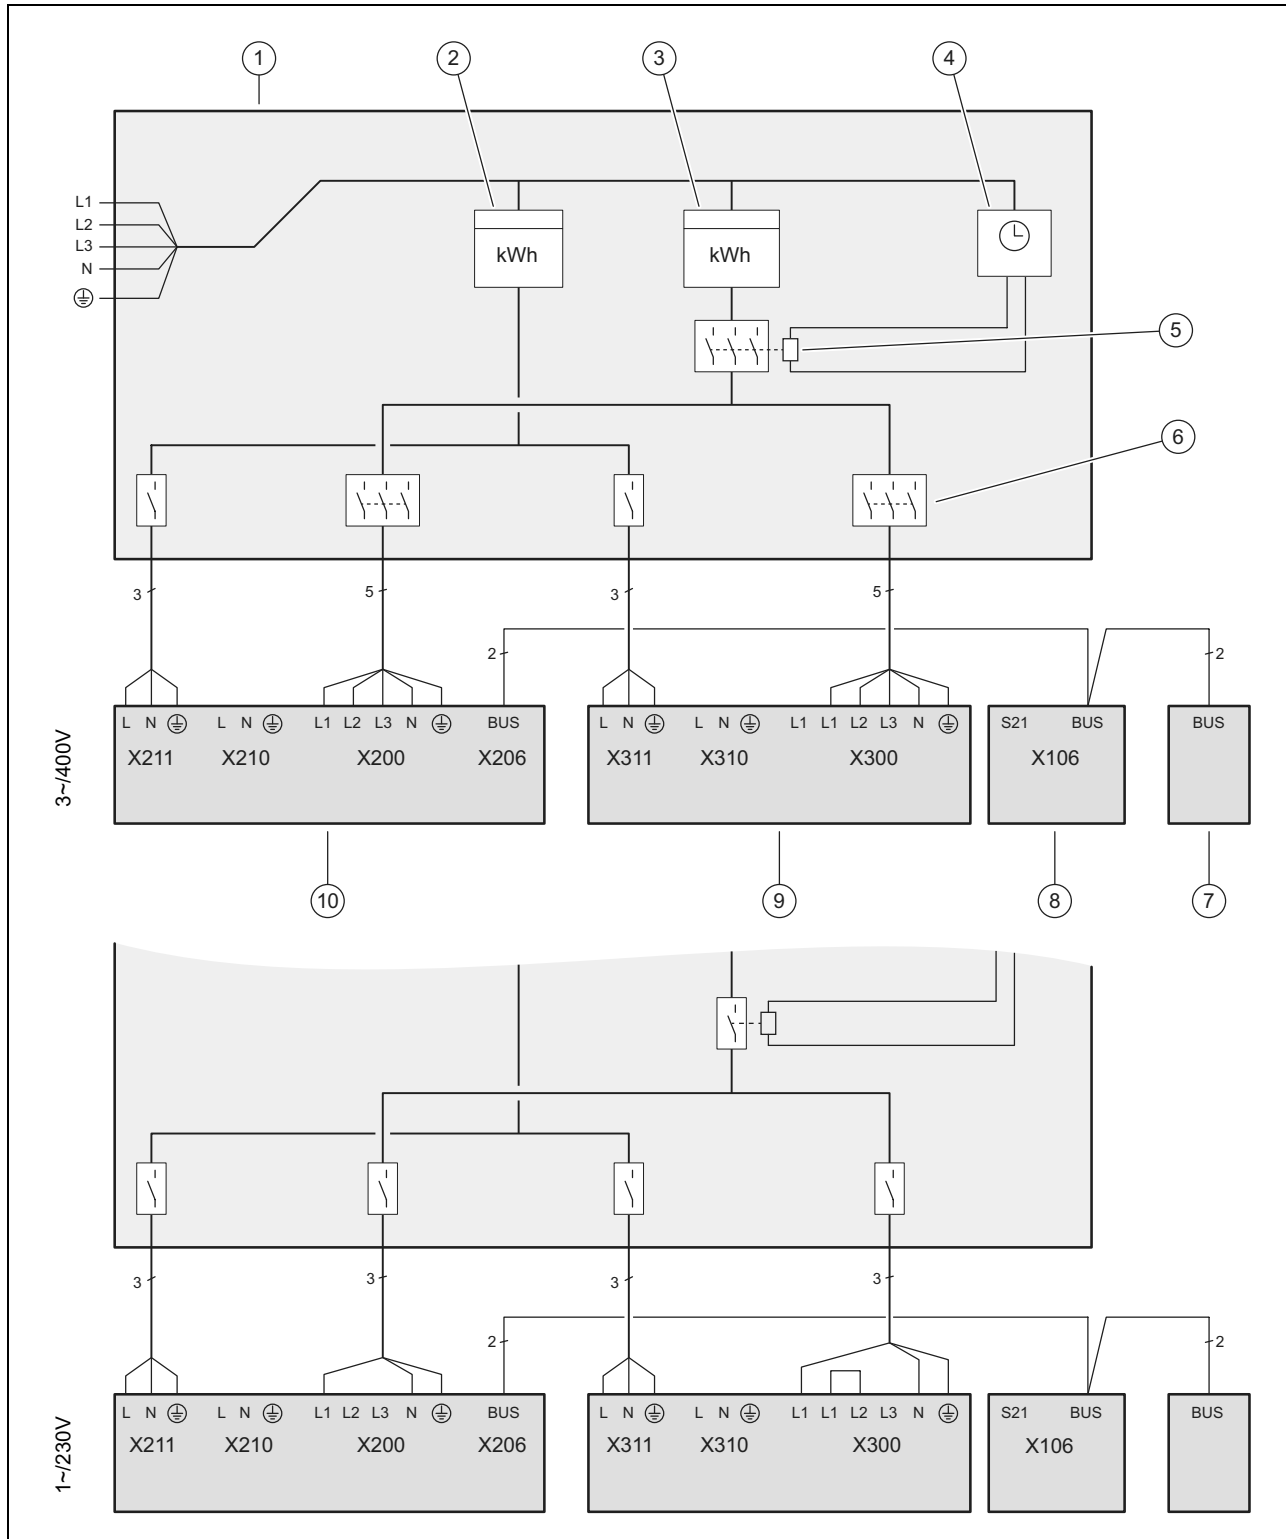 1 2 3 4
L1
L2
L3
N
kWh kWh
5
6
3 5 3 5
2 2
L N L N L1 L2 L3 N BUS L N L N L1 L1 L2 L3 N S21 BUS BUS
X211 X210 X200 X206 X311 X310 X300 X106
3~/400V
10 9 8 7
3 3 3 3
2 2
L N L N L1 L2 L3 N BUS L N L N L1 L1 L2 L3 N S21 BUS BUS
X211 X210 X200 X206 X311 X310 X300 X106
1~/230V